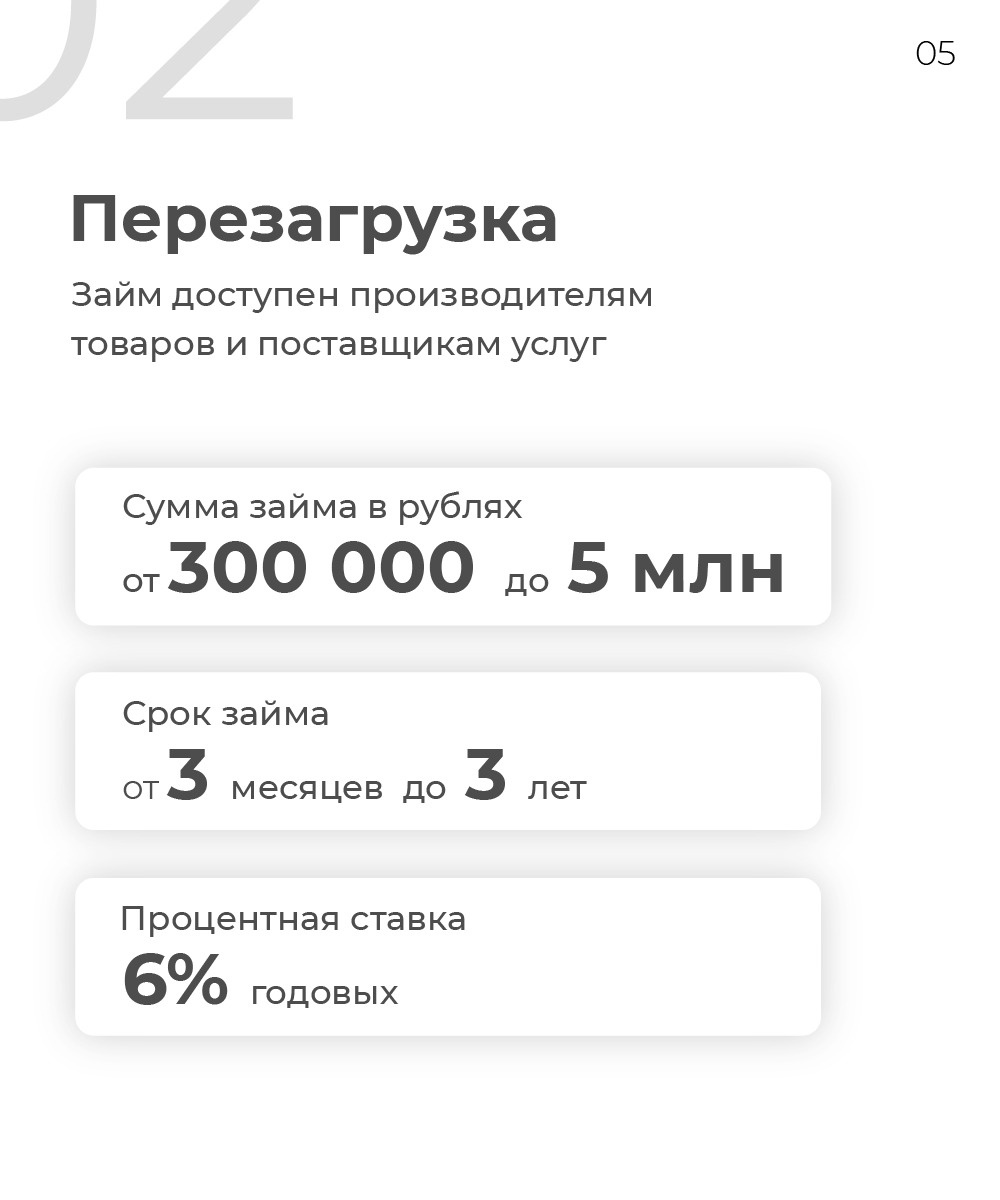 02
05
Перезагрузка
Займ доступен производителям
товаров и поставщикам услуг
Сумма займа в рублях
от 300 000 до 5 млн
Срок займа
от 3 месяцев до 3 лет
Процентная ставка
6% годовых